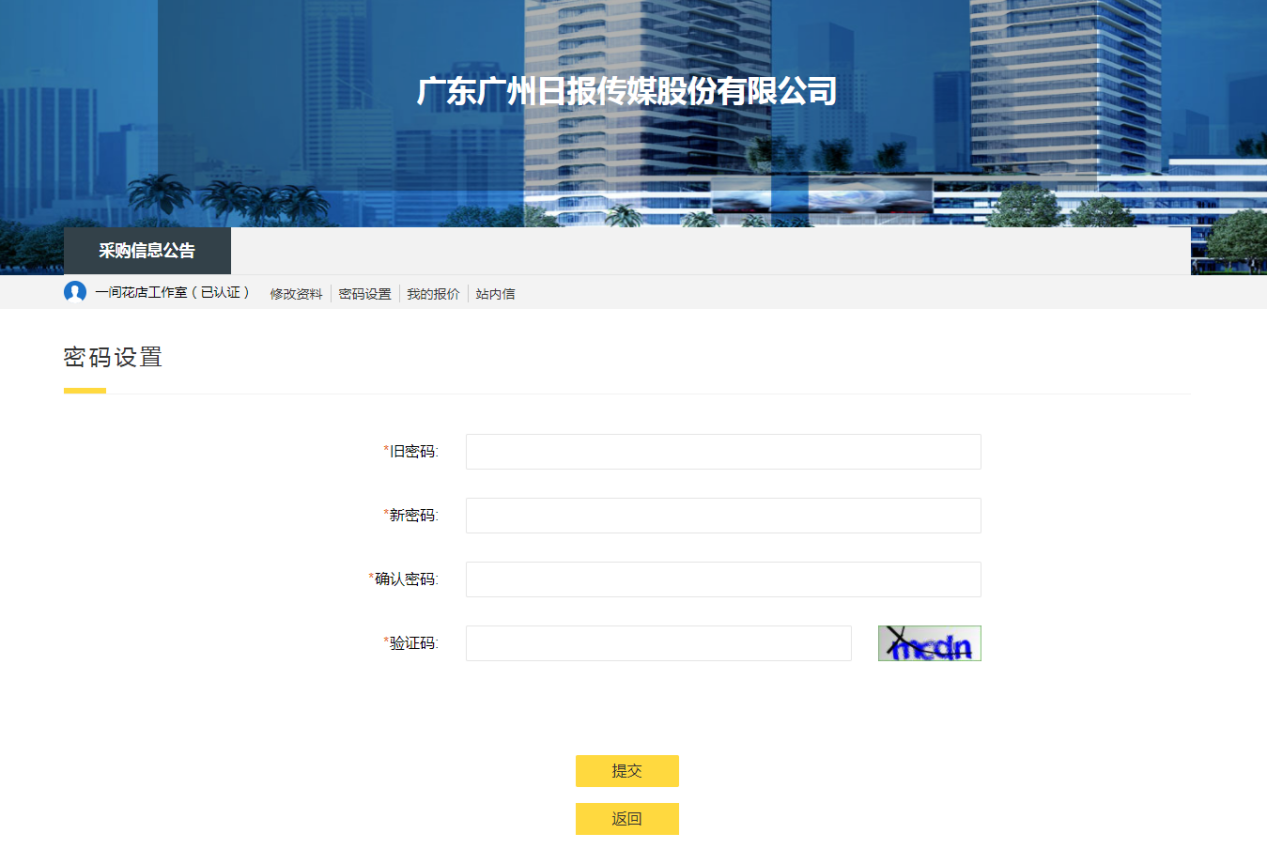 广东广州日报传媒股份有限公司
采购信息公告
一间花店工作室（已认证） 修改资料 密码设置 我的报价 站内信
密码设置
*旧密码:
*新密码:
*确认密码:
*验证码: mcdn
提交
返回